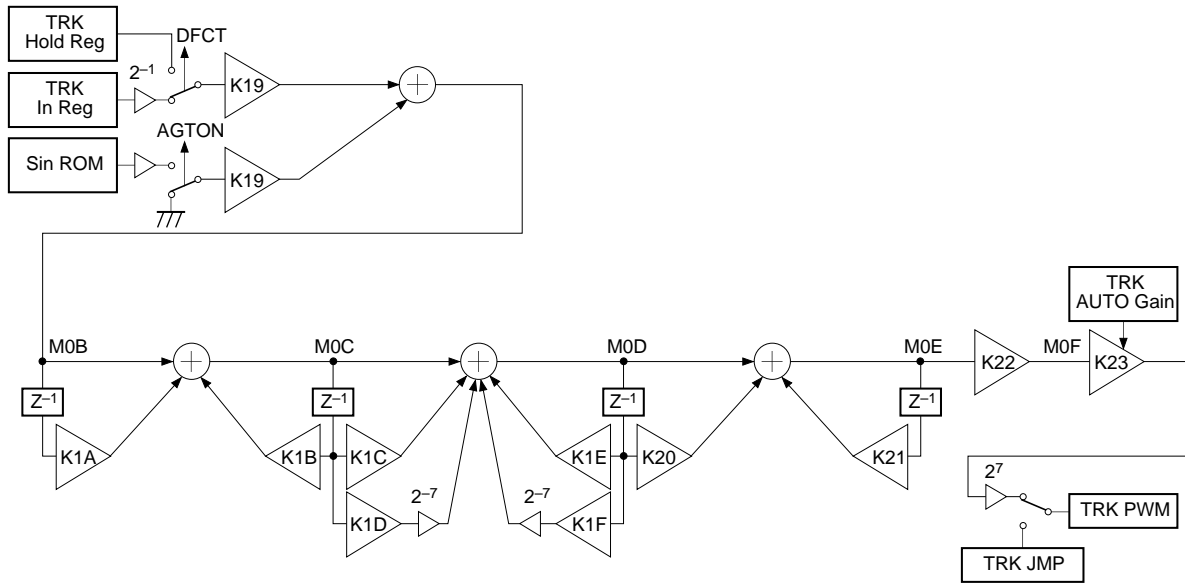 TRK
Hold Reg
DFCT
2–1
K19
TRK
In Reg
AGTON
Sin ROM
K19
TRK
AUTO Gain
M0B
M0C
M0D
M0E
K22
M0F
K23
Z–1
Z–1
Z–1
Z–1
K1A
K1B
K1C
K1E
K20
K21
2–7
2–7
K1D
K1F
27
TRK PWM
TRK JMP